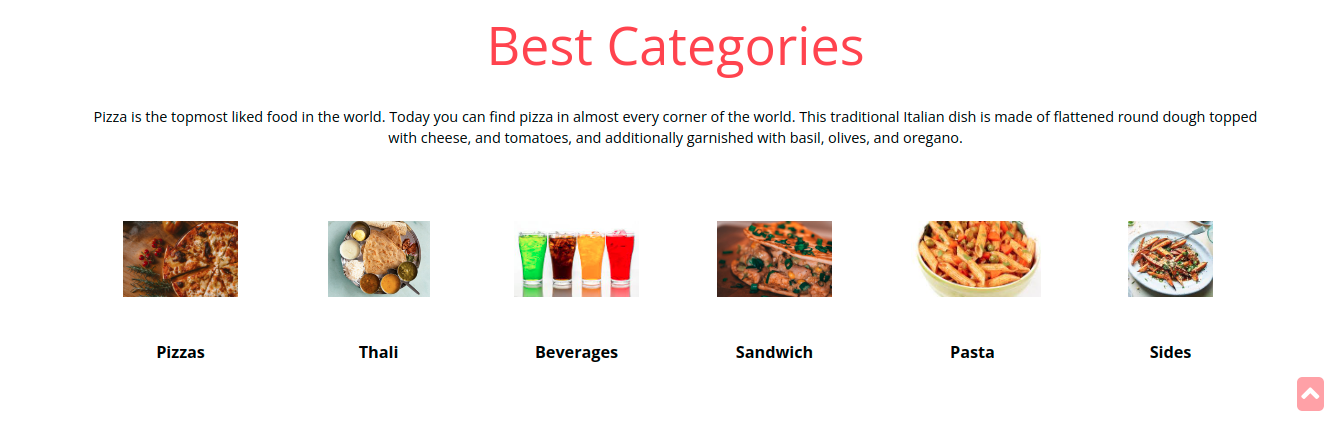 Best Categories
Pizza is the topmost liked food in the world. Today you can find pizza in almost every corner of the world. This traditional Italian dish is made of flattened round dough topped
with cheese, and tomatoes, and additionally garnished with basil, olives, and oregano.
Pizzas Thali Beverages Sandwich Pasta Sides